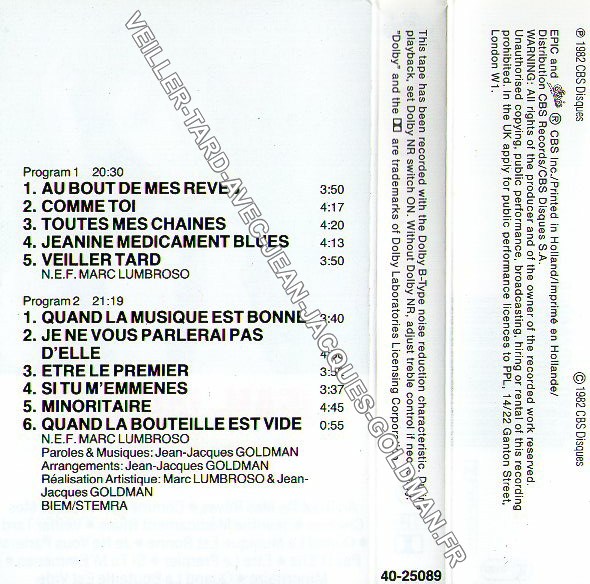 Program 1 20:30
1. AU BOUT DE MES REVES 3:50
2. COMME TOI 4:17
3. TOUTES MES CHAINES 4:20
4. JEANINE MEDICAMENT BLUES 4:13
5. VEILLER TARD 3:50
N.E.F. MARC LUMBROSO
Program 2 21:19
1. QUAND LA MUSIQUE EST BONNE 3:40
2. JE NE VOUS PARLERAI PAS
D'ELLE
3. ETRE LE PREMIER
4. SI TU M'EMMENES 3:37
5. MINORITAIRE 4:45
6. QUAND LA BOUTEILLE EST VIDE 0:55
N.E.F. MARC LUMBROSO
Paroles & Musiques: Jean-Jacques GOLDMAN
Arrangements: Jean-Jacques GOLDMAN
Réalisation Artistique: Marc LUMBROSO & Jean-
Jacques GOLDMAN
BIEM/STEMRA
VEILLER-TARD-AVEC-JEAN-JACQUES-GOLDMAN.FR
This tape has been recorded with the Dolby B-Type noise reduction characteristic.
playback, set Dolby NR switch ON. Without Dolby NR, adjust treble control if
"Dolby" and the are trademarks of Dolby Laboratories Licensing
40-25089
℗ 1982 CBS Disques © 1982 CBS Disques
EPIC and Epic ® CBS Inc./Printed in Holland/Imprimé en Hollande/
Distribution CBS Records/CBS Disques S.A.
WARNING: All rights of the producer and of the owner of the recorded work reserved.
Unauthorised copying, public performance, broadcasting, hiring or rental of this recording
prohibited. In the UK apply for public performance licences to PPL, 14/22 Ganton Street,
London W1.